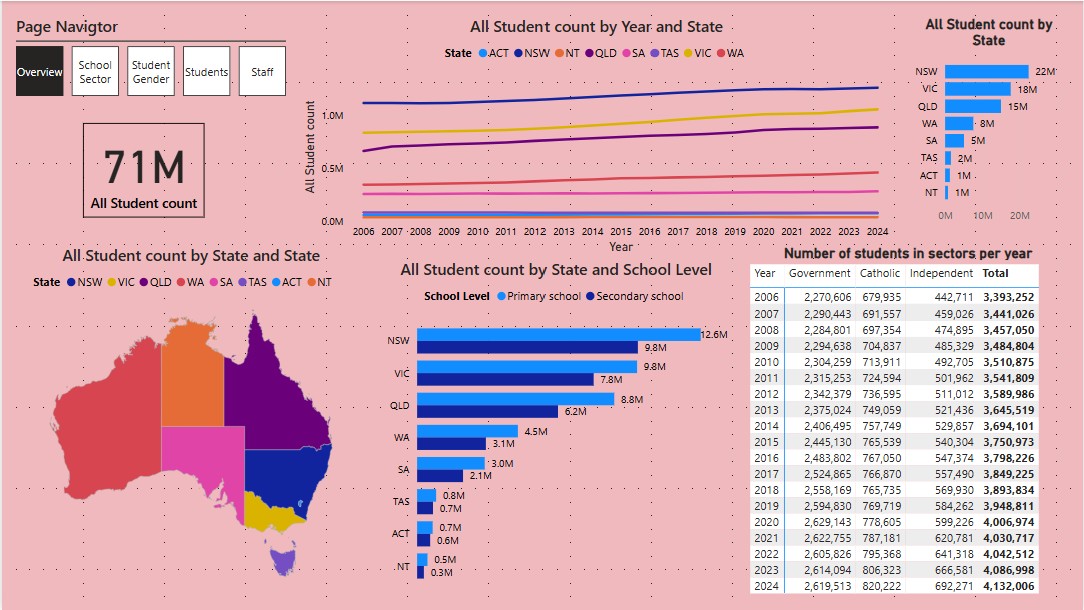 Page Navigtor
Overview
School Sector
Student Gender
Students
Staff
71M
All Student count
All Student count by Year and State
State ACT NSW NT QLD SA TAS VIC WA
All Student count
1.0M
0.5M
0.0M
2006 2007 2008 2009 2010 2011 2012 2013 2014 2015 2016 2017 2018 2019 2020 2021 2022 2023 2024
Year
All Student count by
State
NSW 22M
VIC 18M
QLD 15M
WA 8M
SA 5M
TAS 2M
ACT 1M
NT 1M
0M 10M 20M
All Student count by State and State
State NSW VIC QLD WA SA TAS ACT NT
All Student count by State and School Level
School Level Primary school Secondary school
NSW 12.6M
9.8M
VIC 9.8M
7.8M
QLD 8.8M
6.2M
WA 4.5M
3.1M
SA 3.0M
2.1M
TAS 0.8M
0.7M
ACT 0.7M
0.6M
NT 0.5M
0.3M
Number of students in sectors per year
Year Government Catholic Independent Total
2006 2,270,606 679,935 442,711 3,393,252
2007 2,290,443 691,557 459,026 3,441,026
2008 2,284,801 697,354 474,895 3,457,050
2009 2,294,638 704,837 485,329 3,484,804
2010 2,304,259 713,911 492,705 3,510,875
2011 2,315,253 724,594 501,962 3,541,809
2012 2,342,379 736,595 511,012 3,589,986
2013 2,375,024 749,059 521,436 3,645,519
2014 2,406,495 757,749 529,857 3,694,101
2015 2,445,130 765,539 540,304 3,750,973
2016 2,483,802 767,050 547,374 3,798,226
2017 2,524,865 766,870 557,490 3,849,225
2018 2,558,169 765,735 569,930 3,893,834
2019 2,594,830 769,719 584,262 3,948,811
2020 2,629,143 778,605 599,226 4,006,974
2021 2,622,755 787,181 620,781 4,030,717
2022 2,605,826 795,368 641,318 4,042,512
2023 2,614,094 806,323 666,581 4,086,998
2024 2,619,513 820,222 692,271 4,132,006